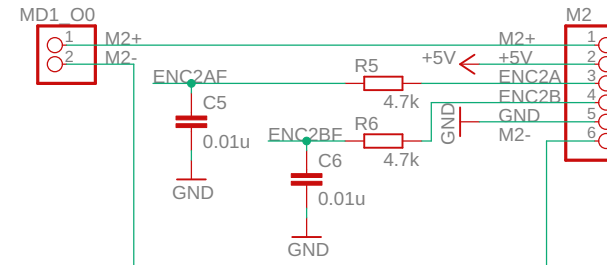 MD1_O0
M2
1
M2+
M2+
1
2
M2-
+5V
+5V
2
R5
ENC2AF
ENC2A
3
4.7k
C5
ENC2B
4
0.01u
GND
GND
5
ENC2BF
R6
M2-
6
4.7k
C6
GND
0.01u
GND